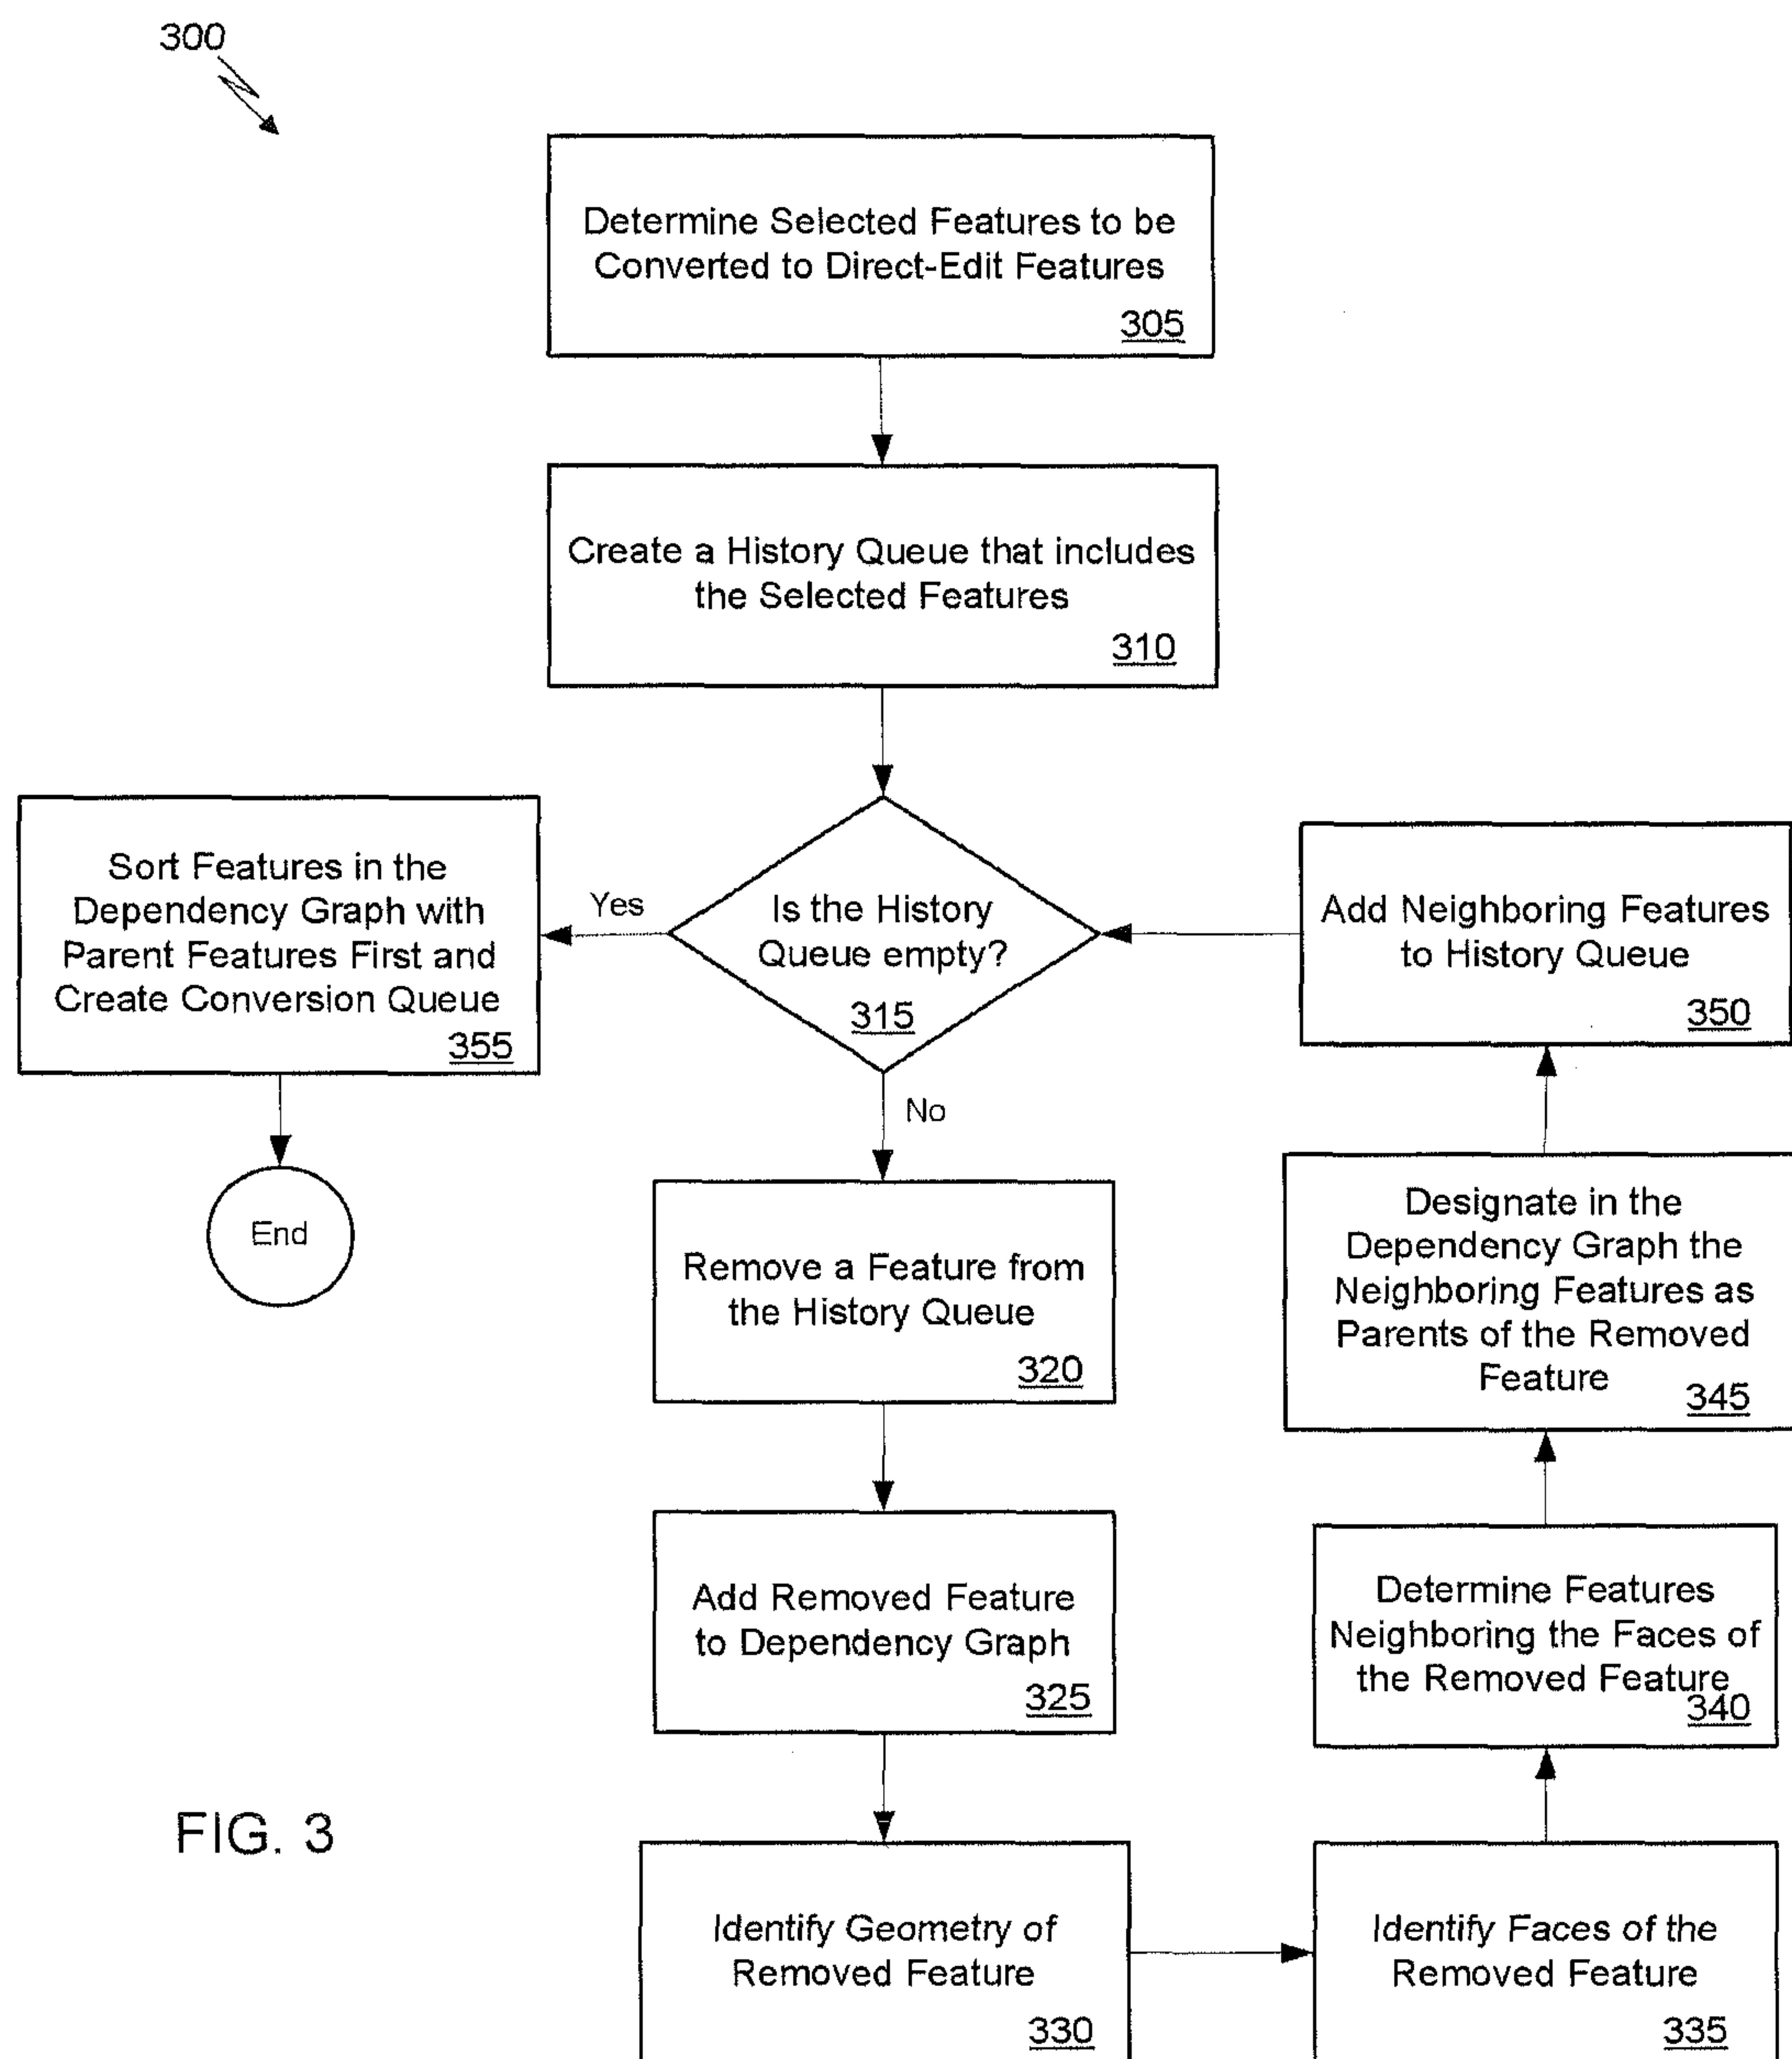 300
Determine Selected Features to be
Converted to Direct-Edit Features
305
Create a History Queue that includes
the Selected Features
310
Sort Features in the
Dependency Graph with
Parent Features First and
Create Conversion Queue
355
Yes
Is the History
Queue empty?
315
Add Neighboring Features
to History Queue
350
No
End
Remove a Feature from
the History Queue
320
Designate in the
Dependency Graph the
Neighboring Features as
Parents of the Removed
Feature
345
Add Removed Feature
to Dependency Graph
325
Determine Features
Neighboring the Faces of
the Removed Feature
340
FIG. 3
Identify Geometry of
Removed Feature
330
Identify Faces of the
Removed Feature
335